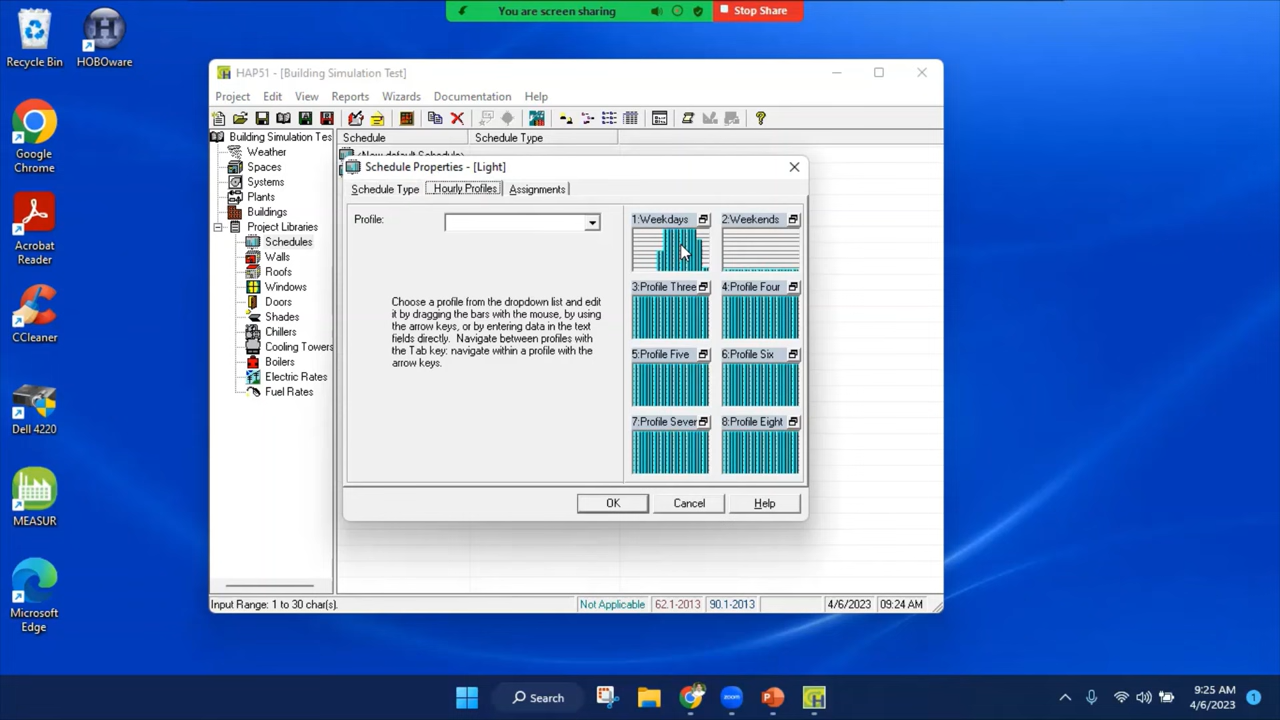 You are screen sharing
Stop Share
Recycle Bin
HOBOware
Google
Chrome
Acrobat
Reader
CCleaner
Dell 4220
MEASUR
Microsoft
Edge
HAP51 - [Building Simulation Test]
Project Edit View Reports Wizards Documentation Help
Building Simulation Tes
Weather
Spaces
Systems
Plants
Buildings
Project Libraries
Schedules
Walls
Roofs
Windows
Doors
Shades
Chillers
Cooling Towers
Boilers
Electric Rates
Fuel Rates
Schedule Schedule Type
<New default Schedule>
Schedule Properties - [Light]
Schedule Type Hourly Profiles Assignments
Profile:
Choose a profile from the dropdown list and edit
it by dragging the bars with the mouse, by using
the arrow keys, or by entering data in the text
fields directly. Navigate between profiles with
the Tab key: navigate within a profile with the
arrow keys.
1:Weekdays 2:Weekends
3:Profile Three 4:Profile Four
5:Profile Five 6:Profile Six
7:Profile Sever 8:Profile Eight
OK Cancel Help
Input Range: 1 to 30 char(s). Not Applicable 62.1-2013 90.1-2013 4/6/2023 09:24 AM
Search
9:25 AM
4/6/2023
1